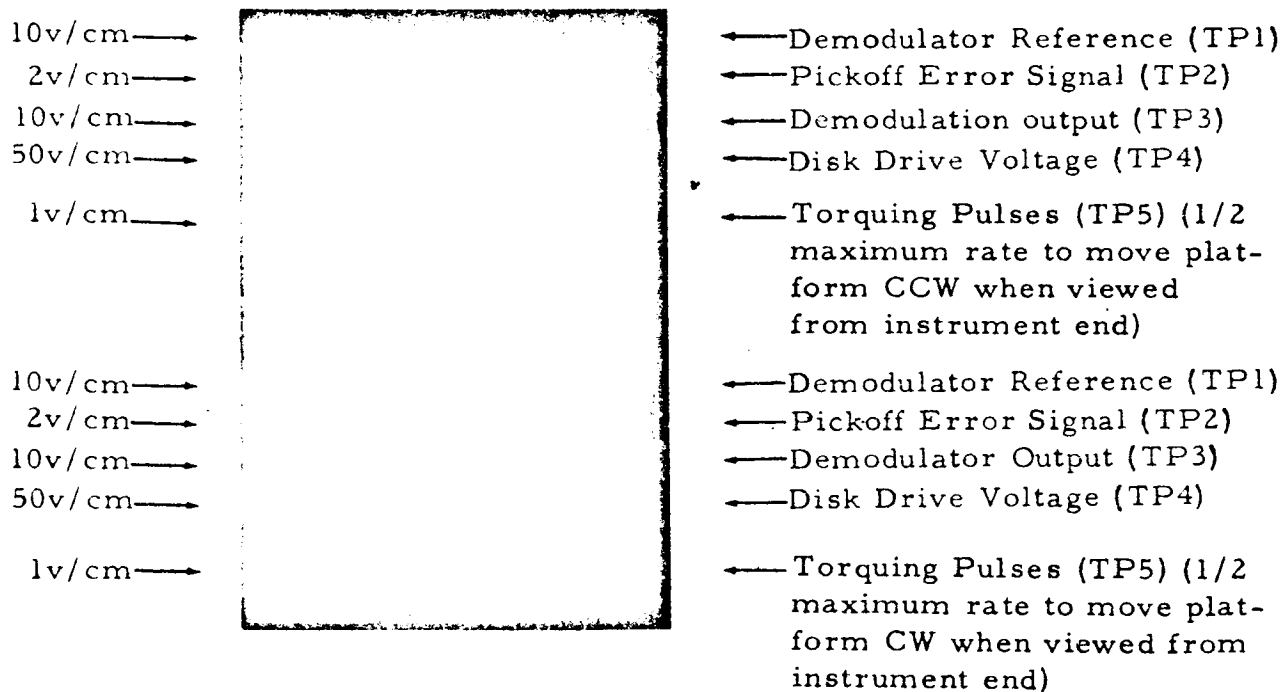 10v/cm Demodulator Reference (TP1)
2v/cm Pickoff Error Signal (TP2)
10v/cm Demodulation output (TP3)
50v/cm Disk Drive Voltage (TP4)
1v/cm Torquing Pulses (TP5) (1/2
maximum rate to move plat-
form CCW when viewed
from instrument end)
10v/cm Demodulator Reference (TP1)
2v/cm Pickoff Error Signal (TP2)
10v/cm Demodulator Output (TP3)
50v/cm Disk Drive Voltage (TP4)
1v/cm Torquing Pulses (TP5) (1/2
maximum rate to move plat-
form CW when viewed from
instrument end)